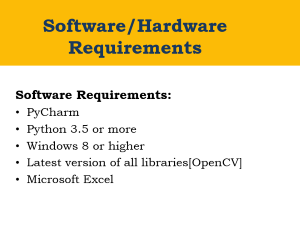 Software/Hardware
Requirements
Software Requirements:
• PyCharm
• Python 3.5 or more
• Windows 8 or higher
• Latest version of all libraries[OpenCV]
• Microsoft Excel